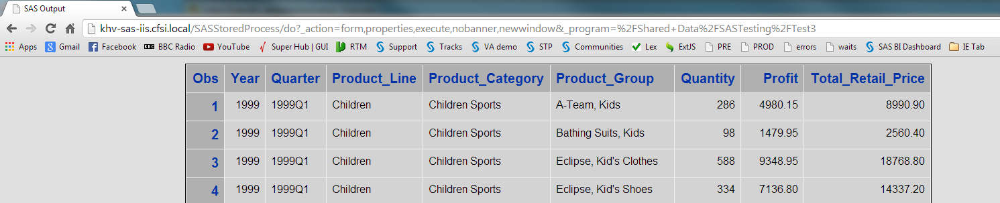 SAS Output
khv-sas-iis.cfsi.local/SASStoredProcess/do?_action=form,properties,execute,nobanner,newwindow&_program=%2FShared+Data%2FSASTesting%2FTest3
Apps Gmail Facebook BBC Radio YouTube Super Hub | GUI RTM Support Tracks VA demo STP Communities Lex ExtJS PRE PROD errors waits SAS BI Dashboard IE Tab
Obs Year Quarter Product_Line Product_Category Product_Group Quantity Profit Total_Retail_Price
1 1999 1999Q1 Children Children Sports A-Team, Kids 286 4980.15 8990.90
2 1999 1999Q1 Children Children Sports Bathing Suits, Kids 98 1479.95 2560.40
3 1999 1999Q1 Children Children Sports Eclipse, Kid's Clothes 588 9348.95 18768.80
4 1999 1999Q1 Children Children Sports Eclipse, Kid's Shoes 334 7136.80 14337.20